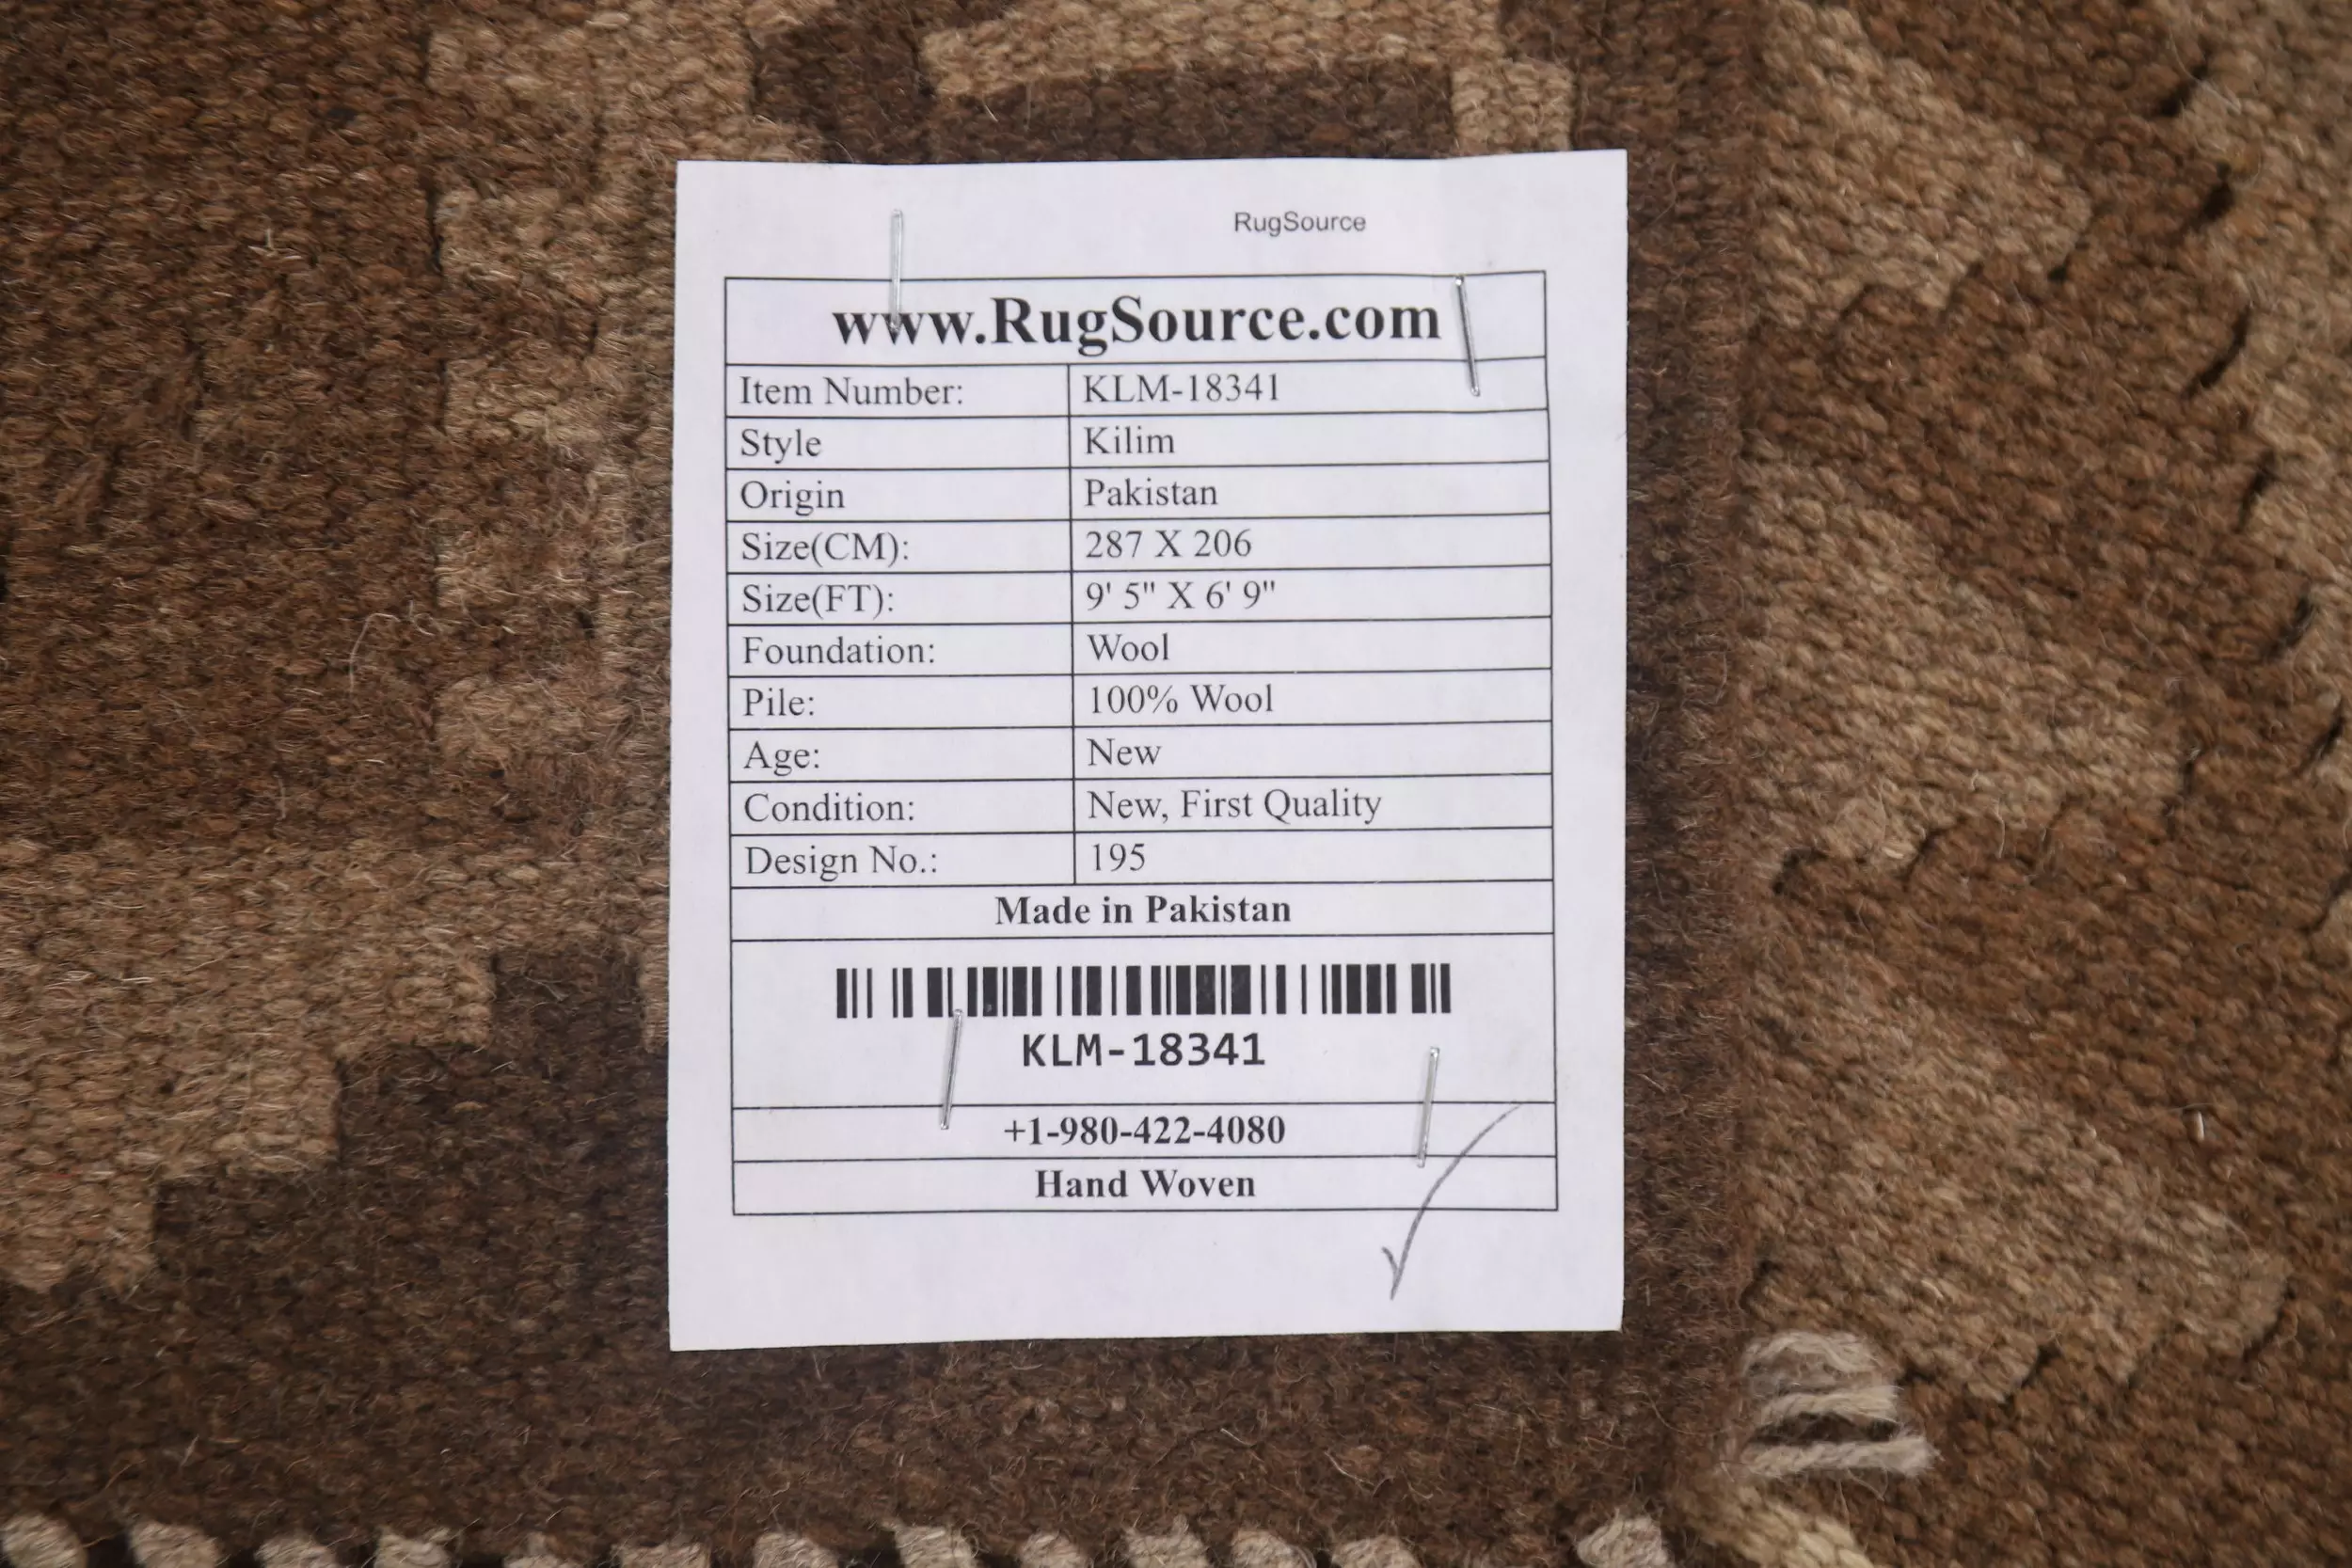 RugSource
www.RugSource.com
Item Number: KLM-18341
Style Kilim
Origin Pakistan
Size(CM): 287 X 206
Size(FT): 9' 5" X 6' 9"
Foundation: Wool
Pile: 100% Wool
Age: New
Condition: New, First Quality
Design No.: 195
Made in Pakistan
KLM-18341
+1-980-422-4080
Hand Woven